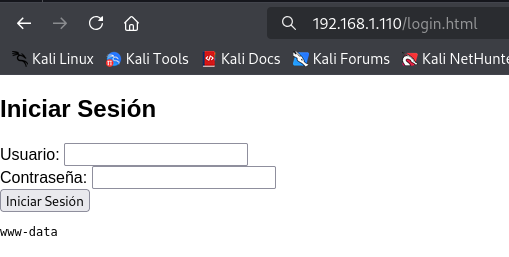 192.168.1.110/login.html
Kali Linux Kali Tools Kali Docs Kali Forums Kali NetHunte
Iniciar Sesión
Usuario:
Contraseña:
Iniciar Sesión
www-data